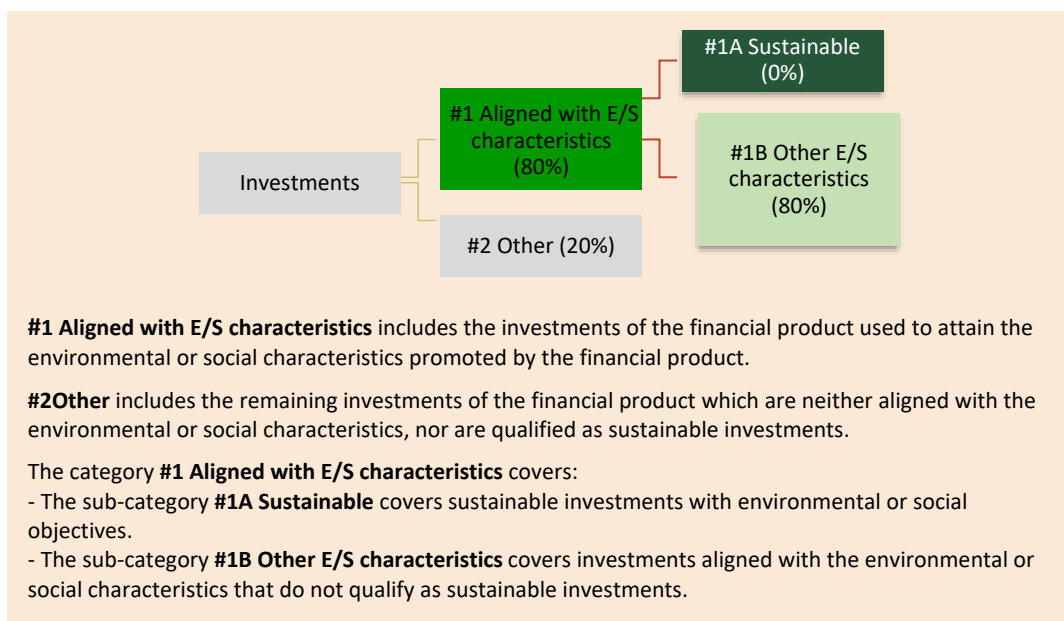 #1A Sustainable
(0%)
#1 Aligned with E/S
characteristics
(80%)
#1B Other E/S
characteristics
(80%)
Investments
#2 Other (20%)
#1 Aligned with E/S characteristics includes the investments of the financial product used to attain the
environmental or social characteristics promoted by the financial product.
#2Other includes the remaining investments of the financial product which are neither aligned with the
environmental or social characteristics, nor are qualified as sustainable investments.
The category #1 Aligned with E/S characteristics covers:
- The sub-category #1A Sustainable covers sustainable investments with environmental or social
objectives.
- The sub-category #1B Other E/S characteristics covers investments aligned with the environmental or
social characteristics that do not qualify as sustainable investments.